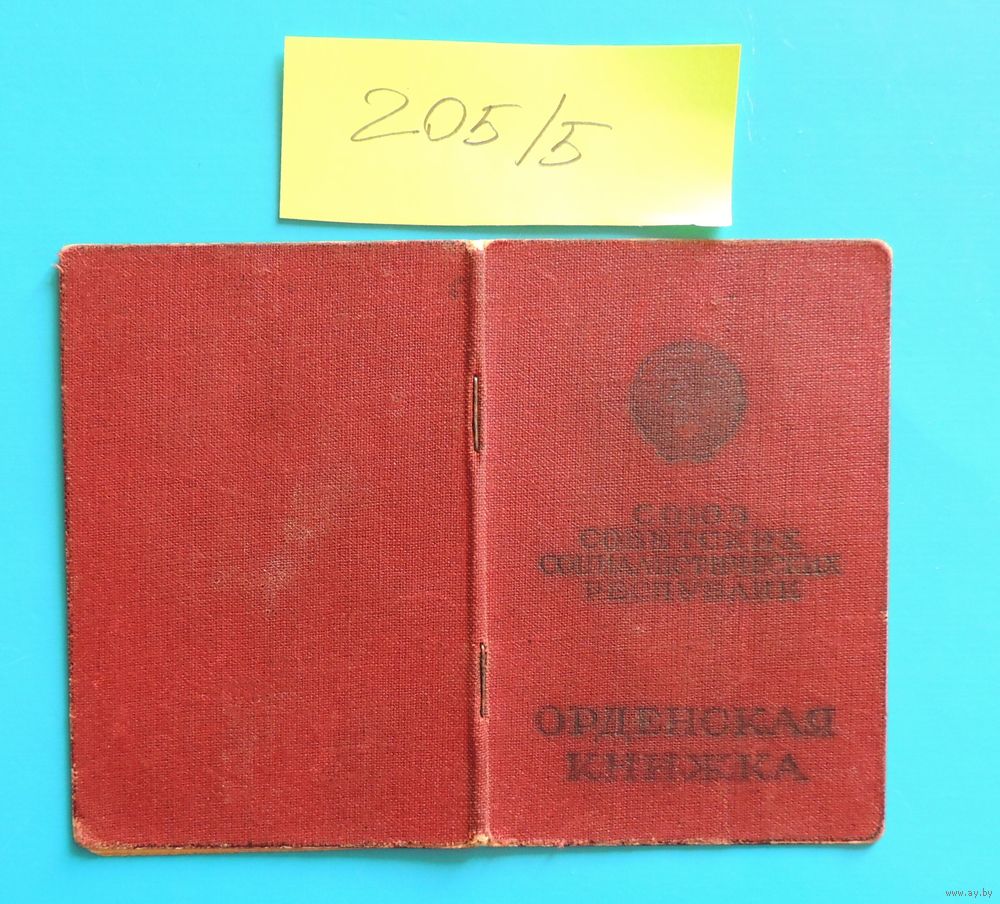 205/5
СОЮЗ
СОВЕТСКИХ
СОЦИАЛИСТИЧЕСКИХ
РЕСПУБЛИК
ОРДЕНСКАЯ
КНИЖКА
www.ay.by